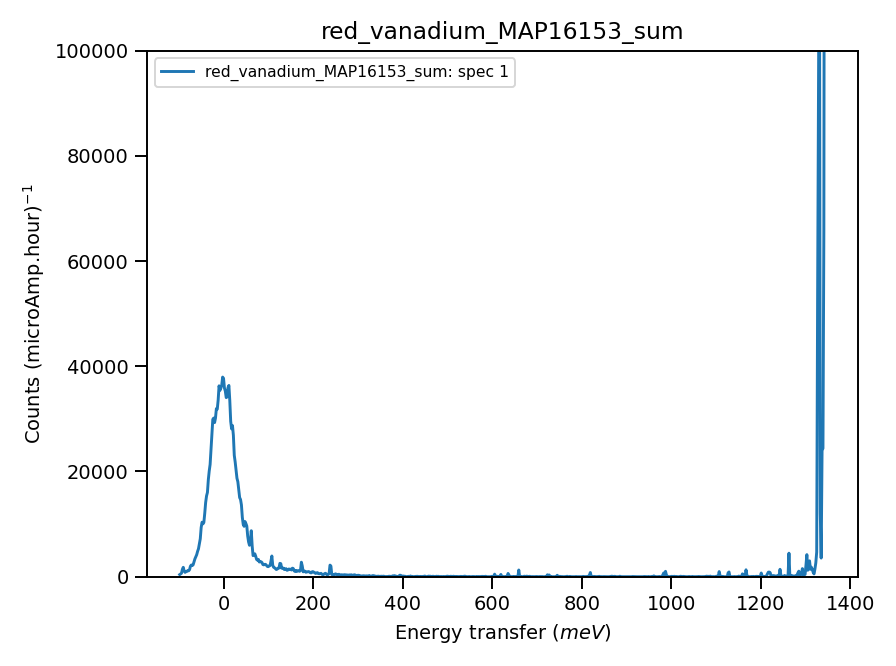 red_vanadium_MAP16153_sum
red_vanadium_MAP16153_sum: spec 1
100000
80000
60000
40000
20000
0
Counts (microAmp.hour)⁻¹
0 200 400 600 800 1000 1200 1400
Energy transfer (meV)